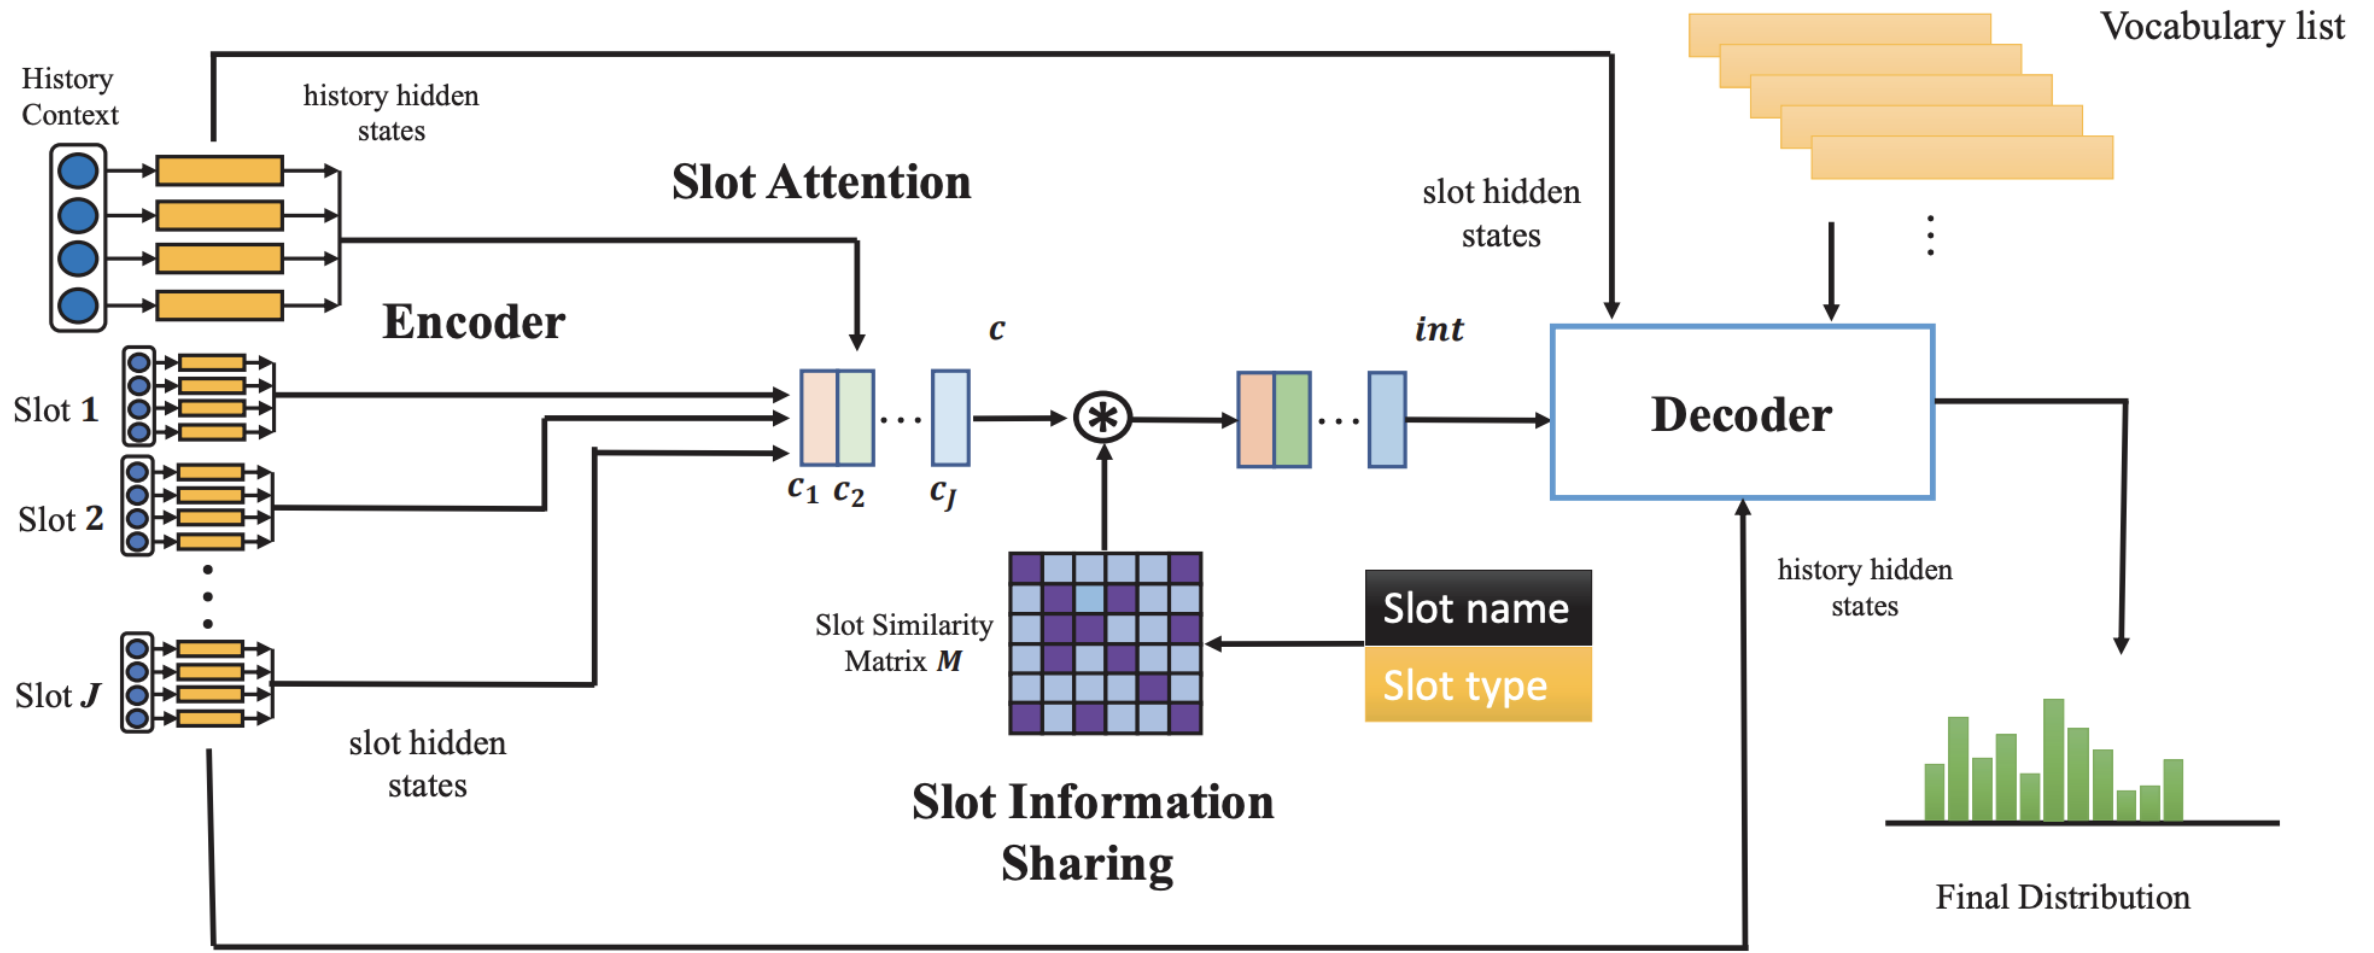 Vocabulary list
History
Context
history hidden
states
Slot Attention
slot hidden
states
Encoder
c
int
Slot 1
Decoder
c1 c2
cJ
Slot 2
history hidden
states
Slot name
Slot Similarity
Matrix M
Slot type
Slot J
slot hidden
states
Slot Information
Sharing
Final Distribution